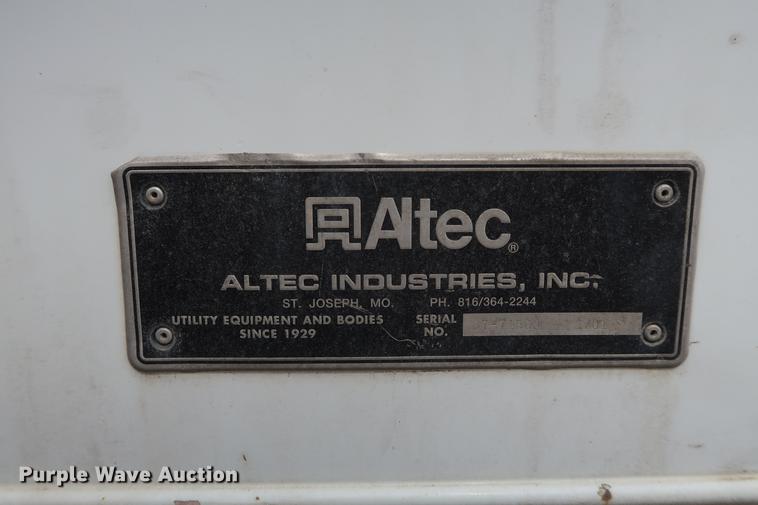 Altec®
ALTEC INDUSTRIES, INC.
ST. JOSEPH, MO. PH. 816/364-2244
UTILITY EQUIPMENT AND BODIES SERIAL
SINCE 1929 NO.
Purple Wave Auction